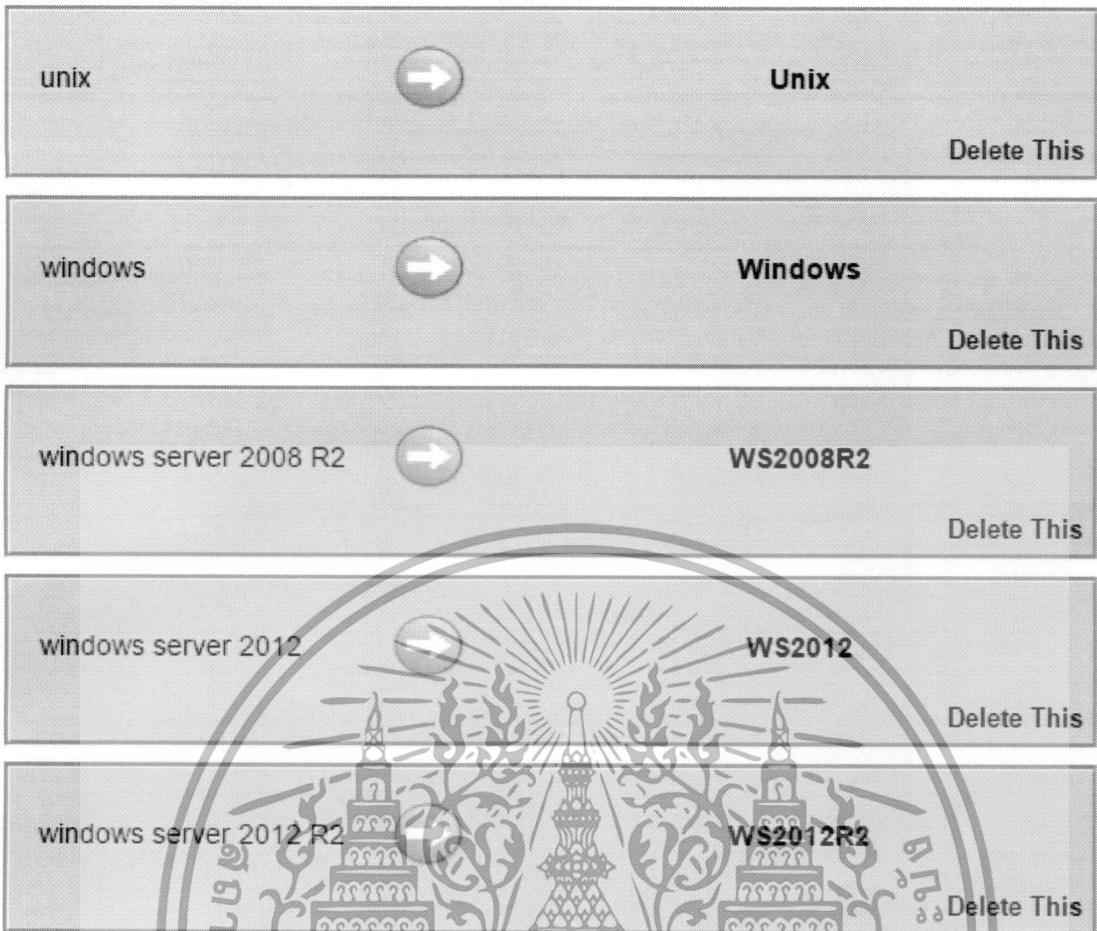 unix Unix
Delete This
windows Windows
Delete This
windows server 2008 R2 WS2008R2
Delete This
windows server 2012 WS2012
Delete This
windows server 2012 R2 WS2012R2
Delete This